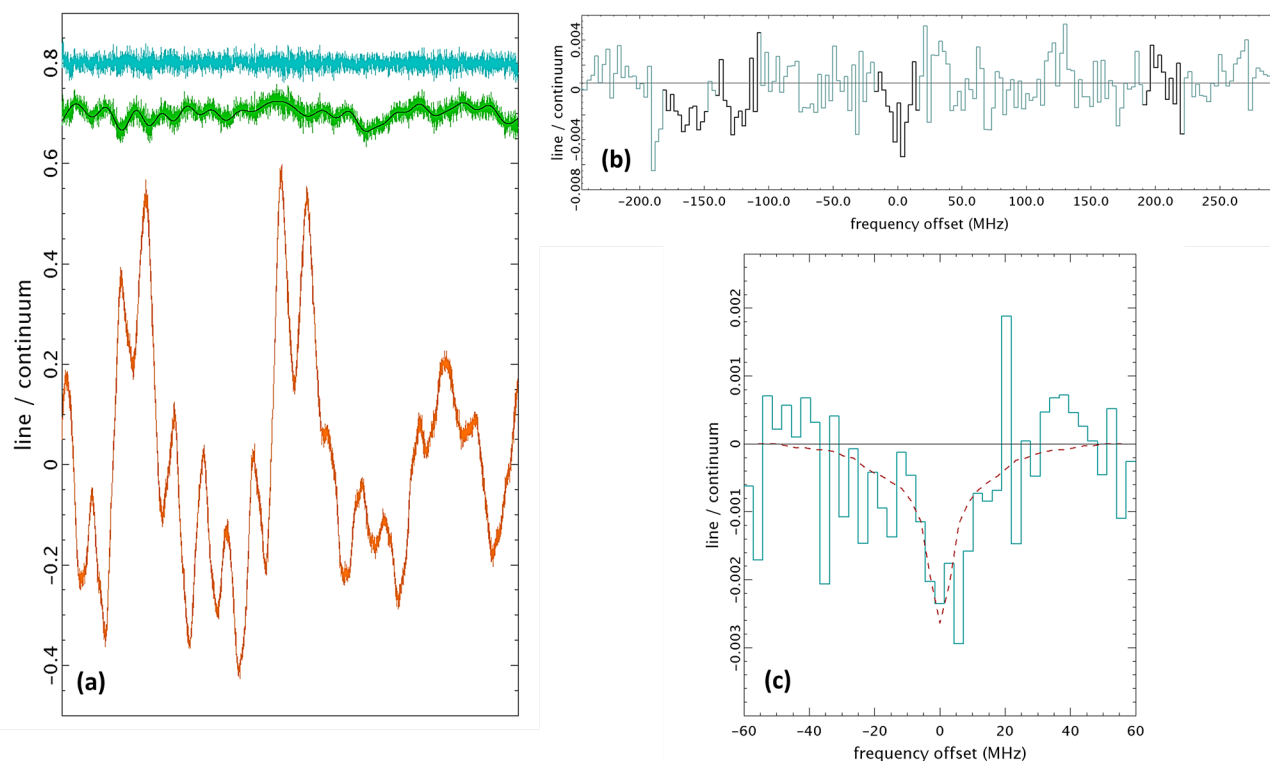 line / continuum
0.8
0.6
0.4
0.2
0
−0.2
−0.4
(a)
line / continuum
0.004
0
−0.004
−0.008
(b)
−200.0 −150.0 −100.0 −50.0 0.0 50.0 100.0 150.0 200.0 250.0
frequency offset (MHz)
line / continuum
0.002
0.001
0
−0.001
−0.002
−0.003
(c)
−60 −40 −20 0 20 40 60
frequency offset (MHz)